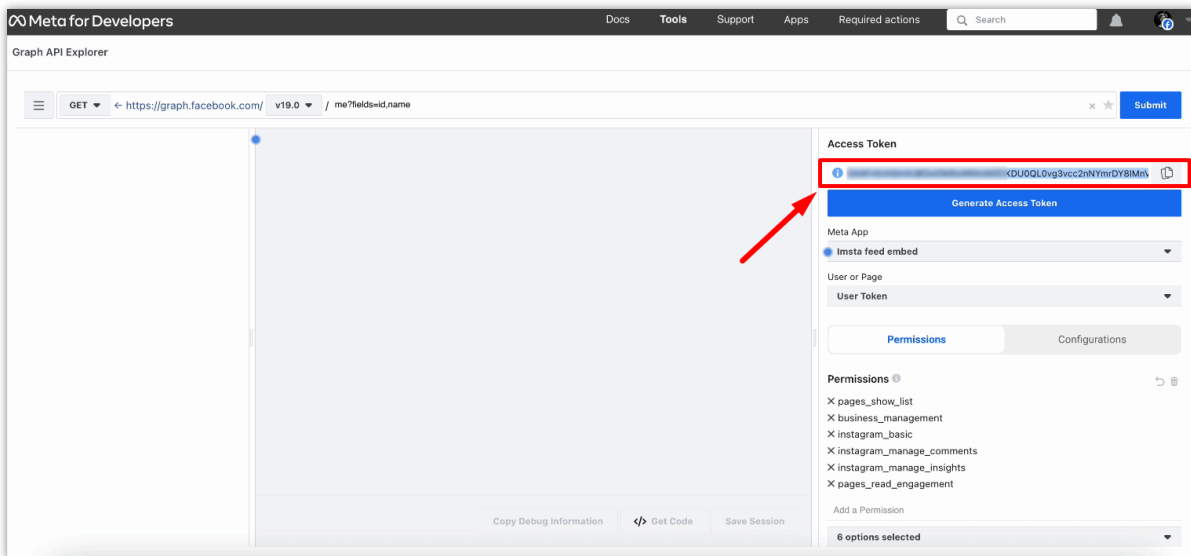 Meta for Developers Docs Tools Support Apps Required actions Search
Graph API Explorer
GET ← https://graph.facebook.com/ v19.0 / me?fields=id,name Submit
Access Token
KDU0QL0vg3vcc2nNYmrDY8IMn
Generate Access Token
Meta App
Imsta feed embed
User or Page
User Token
Permissions Configurations
Permissions
pages_show_list
business_management
instagram_basic
instagram_manage_comments
instagram_manage_insights
pages_read_engagement
Add a Permission
6 options selected
Copy Debug Information </> Get Code Save Session